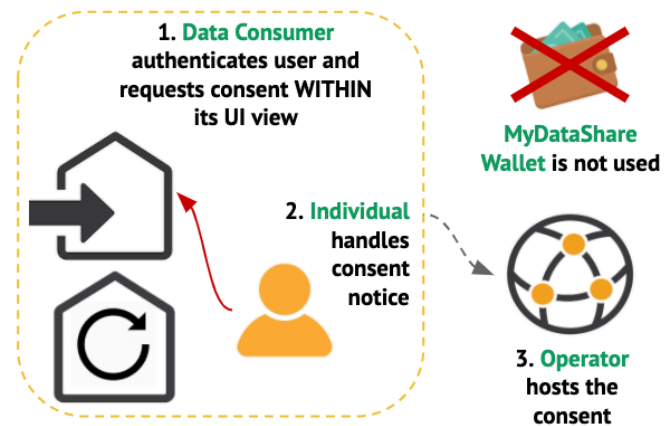 1. Data Consumer
authenticates user and
requests consent WITHIN
its UI view
MyDataShare
Wallet is not used
2. Individual
handles
consent
notice
3. Operator
hosts the
consent